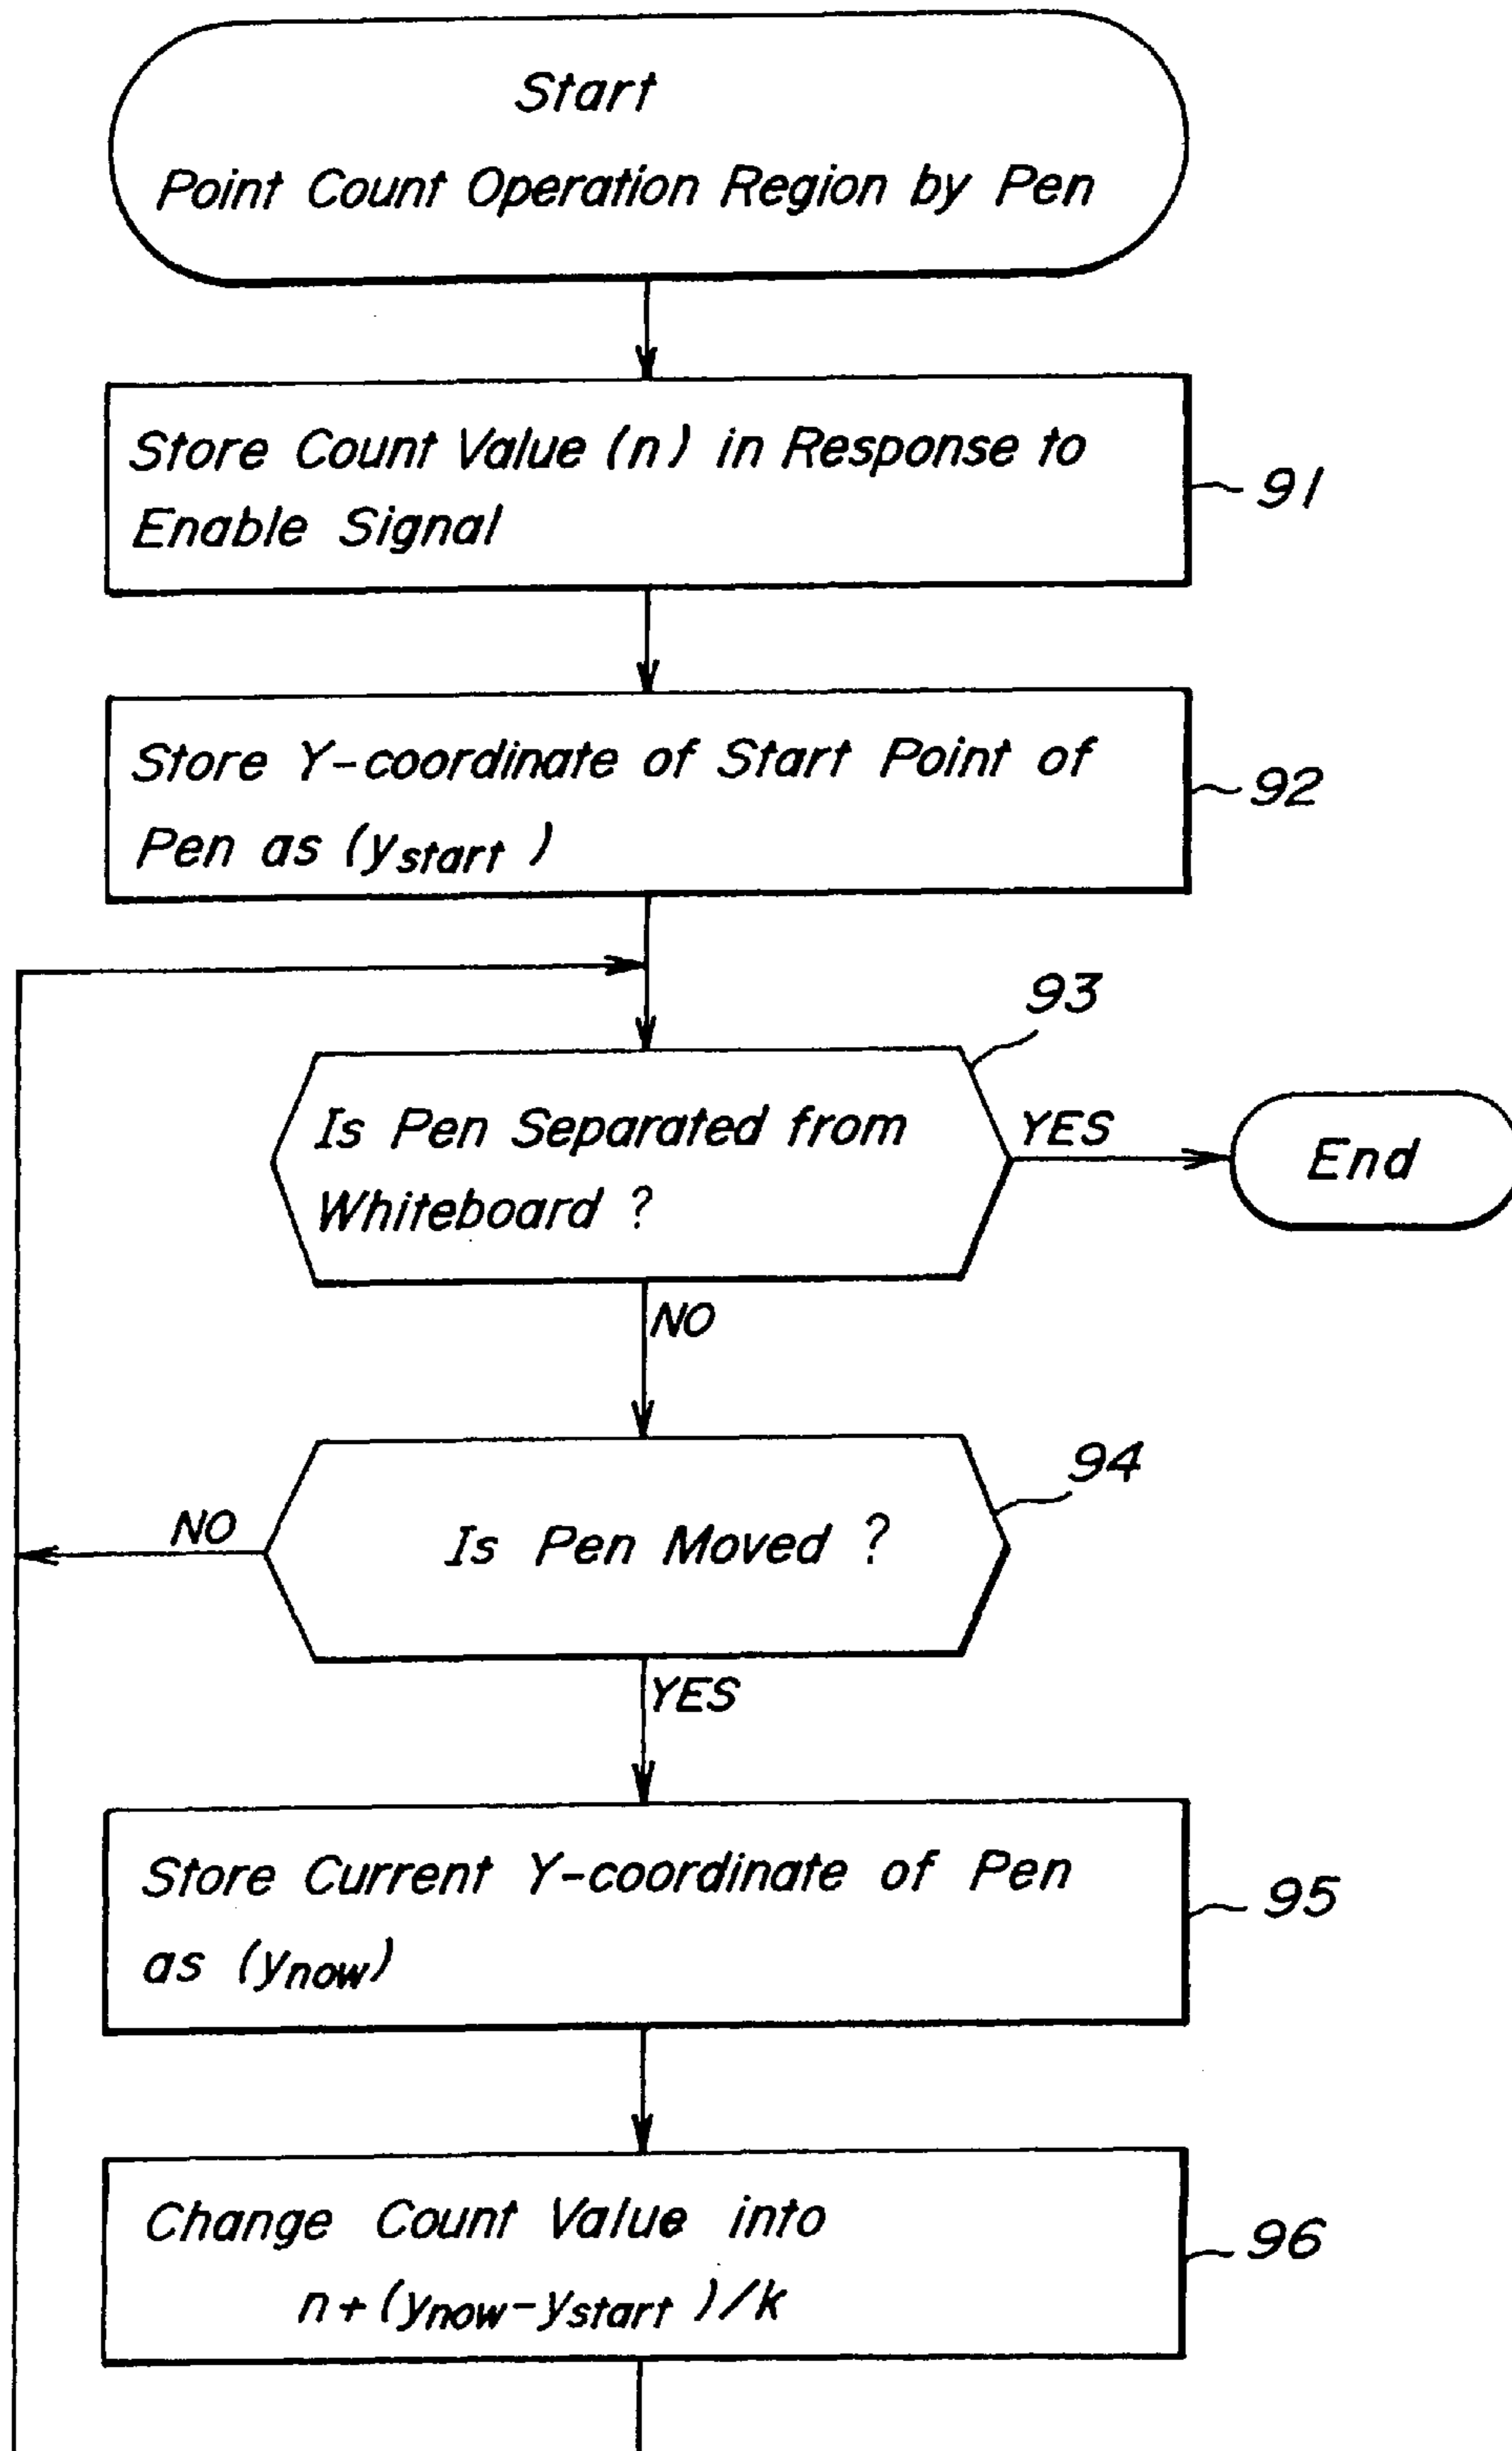 Start
Point Count Operation Region by Pen
Store Count Value (n) in Response to
Enable Signal
91
Store Y-coordinate of Start Point of
Pen as (ystart)
92
93
Is Pen Separated from
Whiteboard ?
YES
End
NO
94
Is Pen Moved ?
NO
YES
Store Current Y-coordinate of Pen
as (ynow)
95
Change Count Value into
n+(ynow-ystart)/k
96